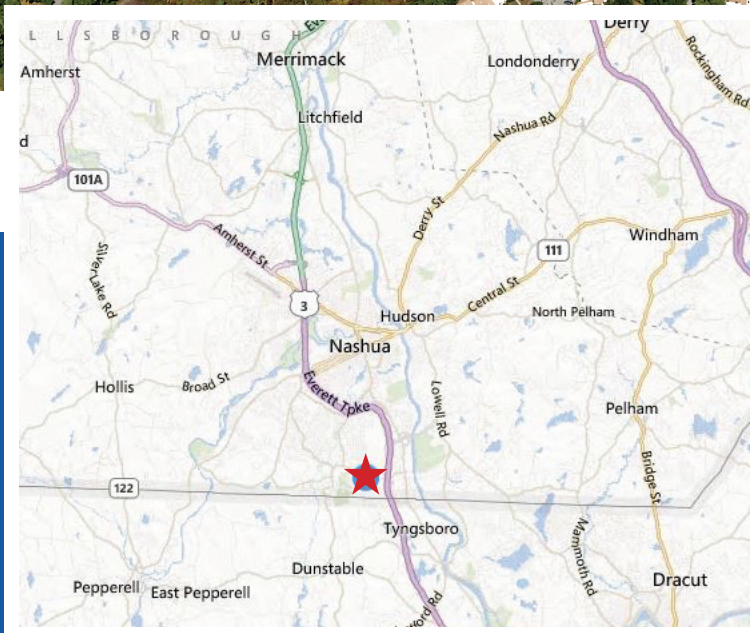 Derry
L L S B O R O U G H
Merrimack
Londonderry
Rockingham Rd
Amherst
Litchfield
Nashua Rd
d
101A
Derry St
Amherst St
111
Windham
Silver Lake Rd
Central St
3
Hudson
North Pelham
Nashua
Hollis
Broad St
Everett Tpke
Lowell Rd
Pelham
Bridge St
122
Tyngsboro
Mammoth Rd
Dunstable
Pepperell
East Pepperell
Dracut